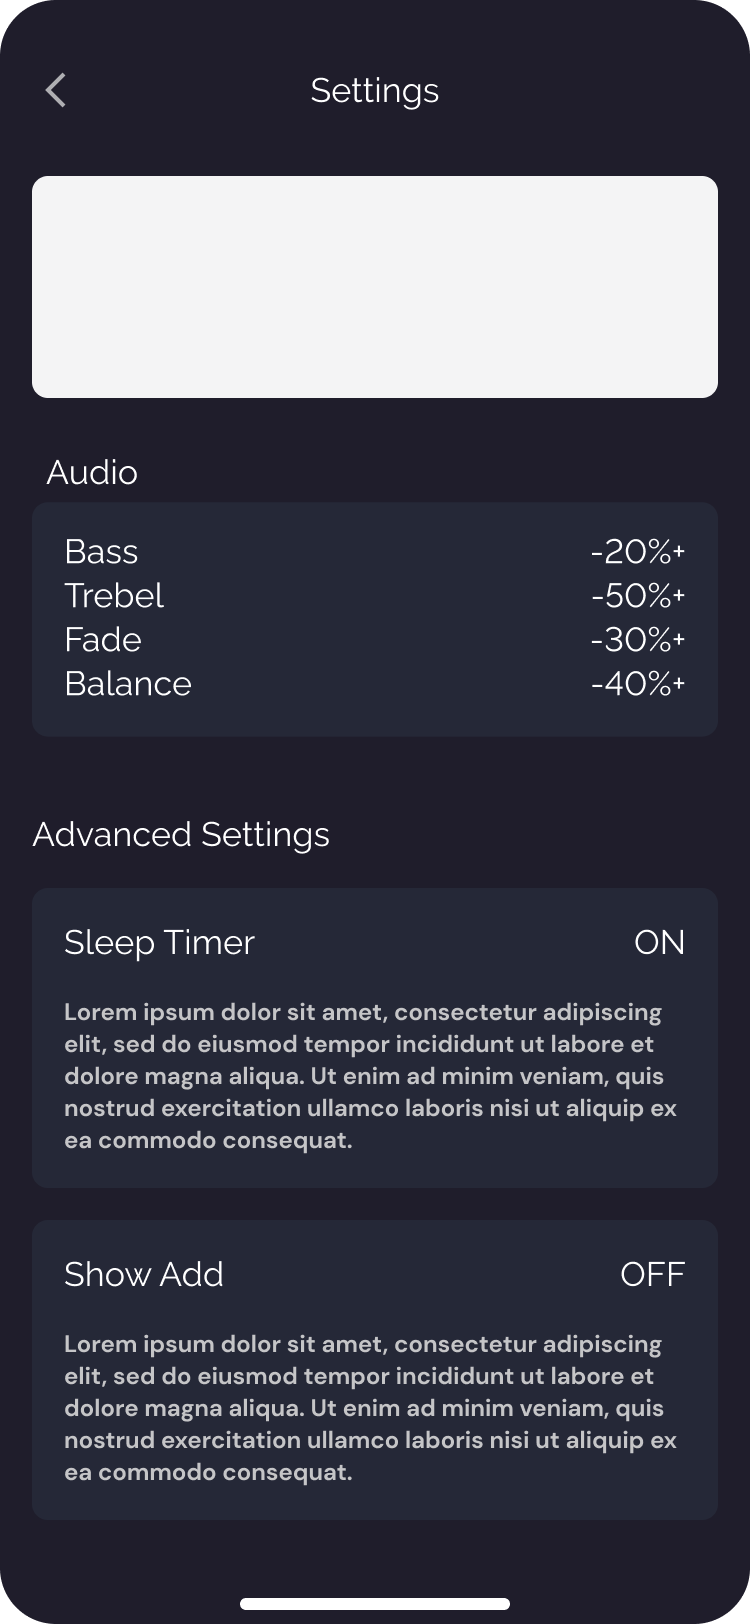 Settings
Audio
Bass -20%+
Trebel -50%+
Fade -30%+
Balance -40%+
Advanced Settings
Sleep Timer ON
Lorem ipsum dolor sit amet, consectetur adipiscing
elit, sed do eiusmod tempor incididunt ut labore et
dolore magna aliqua. Ut enim ad minim veniam, quis
nostrud exercitation ullamco laboris nisi ut aliquip ex
ea commodo consequat.
Show Add OFF
Lorem ipsum dolor sit amet, consectetur adipiscing
elit, sed do eiusmod tempor incididunt ut labore et
dolore magna aliqua. Ut enim ad minim veniam, quis
nostrud exercitation ullamco laboris nisi ut aliquip ex
ea commodo consequat.